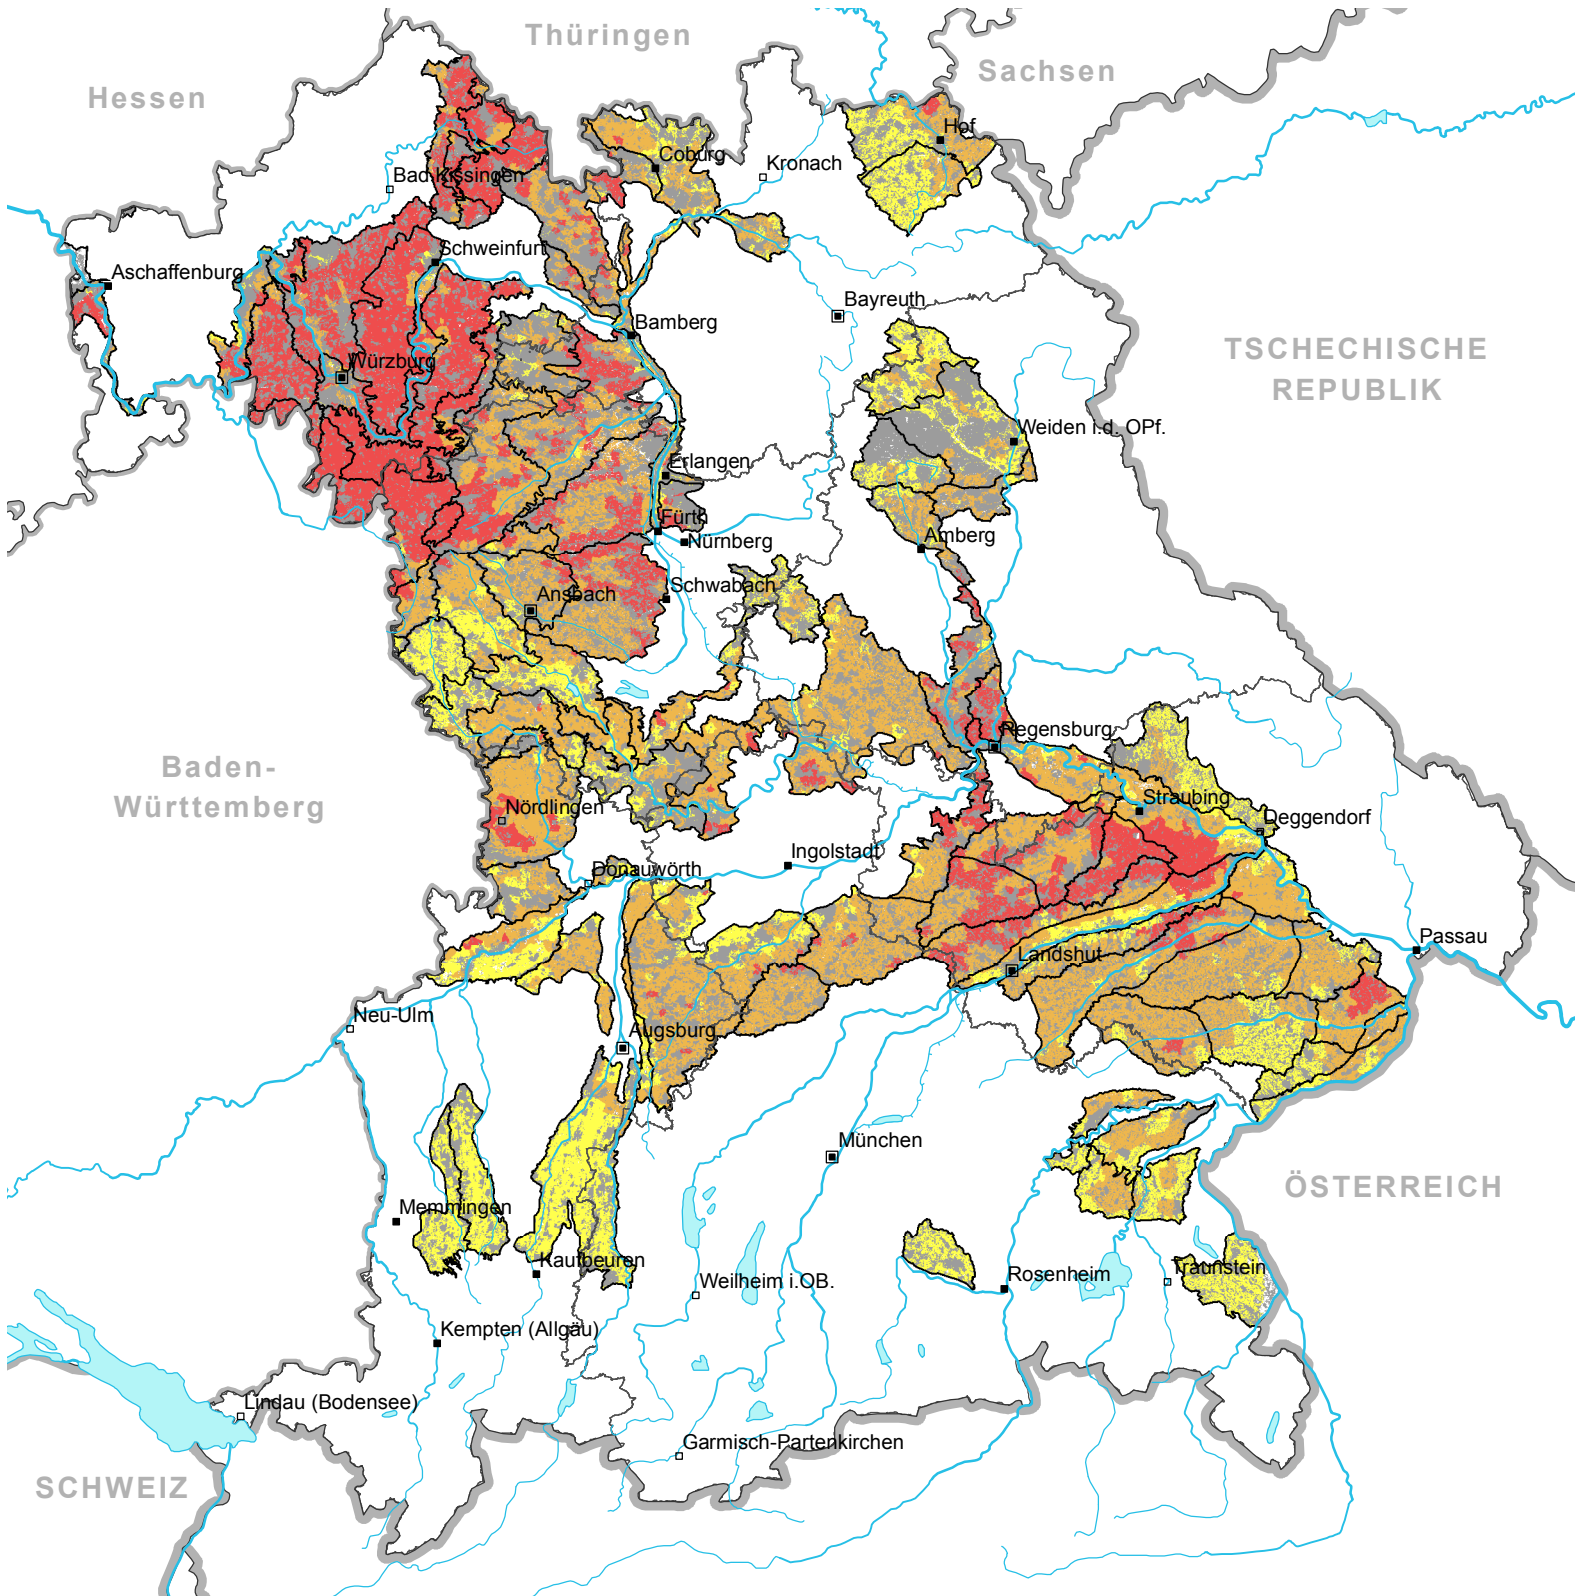 Thüringen
Sachsen
Hessen
Hof
Coburg
Kronach
Bad Kissingen
Schweinfurt
Aschaffenburg
Bayreuth
Bamberg
TSCHECHISCHE
REPUBLIK
Würzburg
Weiden i.d. OPf.
Erlangen
Fürth
Nürnberg
Amberg
Schwabach
Ansbach
Regensburg
Baden-
Württemberg
Nördlingen
Straubing
Deggendorf
Ingolstadt
Donauwörth
Passau
Landshut
Neu-Ulm
Augsburg
München
ÖSTERREICH
Memmingen
Kaufbeuren
Weilheim i.OB.
Rosenheim
Traunstein
Kempten (Allgäu)
Lindau (Bodensee)
Garmisch-Partenkirchen
SCHWEIZ